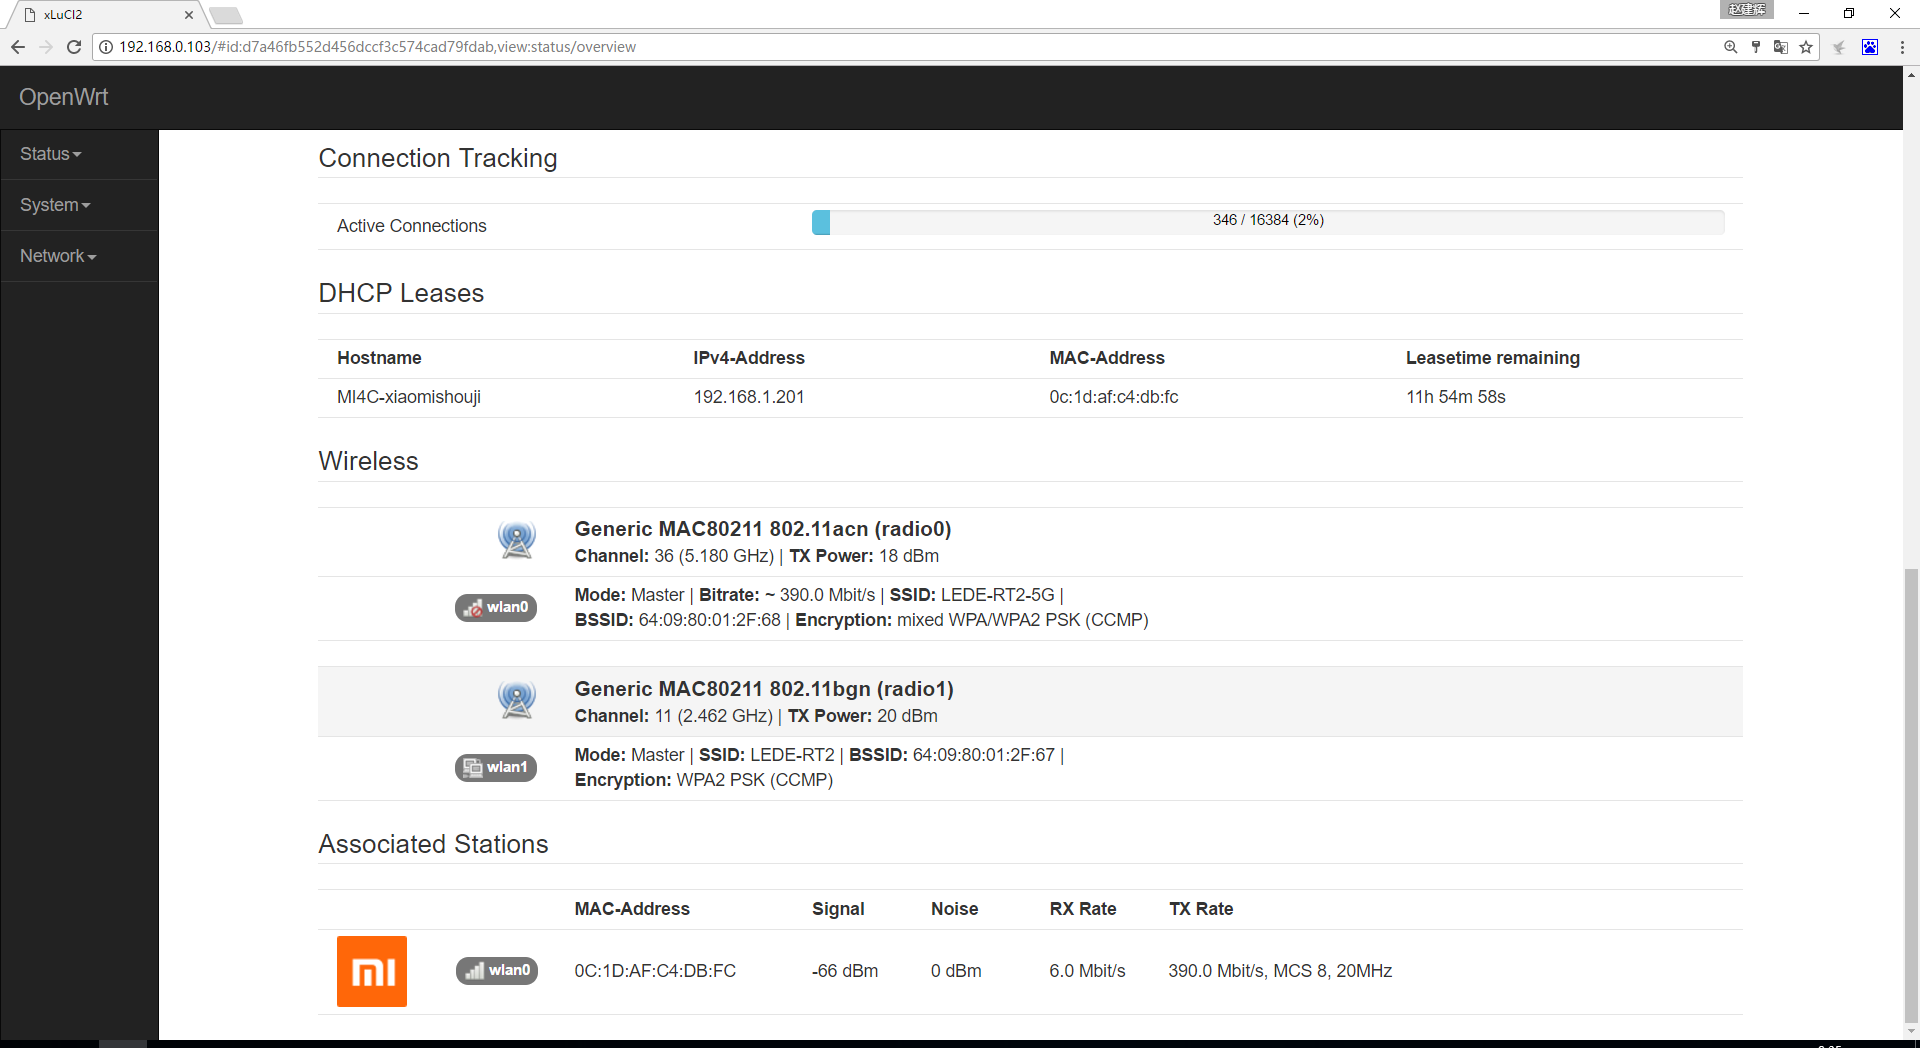 xLuCI2
赵建挥
192.168.0.103/#id:d7a46fb552d456dccf3c574cad79fdab,view:status/overview
OpenWrt
Status
System
Network
Connection Tracking
Active Connections 346 / 16384 (2%)
DHCP Leases
Hostname IPv4-Address MAC-Address Leasetime remaining
MI4C-xiaomishouji 192.168.1.201 0c:1d:af:c4:db:fc 11h 54m 58s
Wireless
Generic MAC80211 802.11acn (radio0)
Channel: 36 (5.180 GHz) | TX Power: 18 dBm
wlan0
Mode: Master | Bitrate: ~ 390.0 Mbit/s | SSID: LEDE-RT2-5G |
BSSID: 64:09:80:01:2F:68 | Encryption: mixed WPA/WPA2 PSK (CCMP)
Generic MAC80211 802.11bgn (radio1)
Channel: 11 (2.462 GHz) | TX Power: 20 dBm
wlan1
Mode: Master | SSID: LEDE-RT2 | BSSID: 64:09:80:01:2F:67 |
Encryption: WPA2 PSK (CCMP)
Associated Stations
MAC-Address Signal Noise RX Rate TX Rate
mi wlan0 0C:1D:AF:C4:DB:FC -66 dBm 0 dBm 6.0 Mbit/s 390.0 Mbit/s, MCS 8, 20MHz